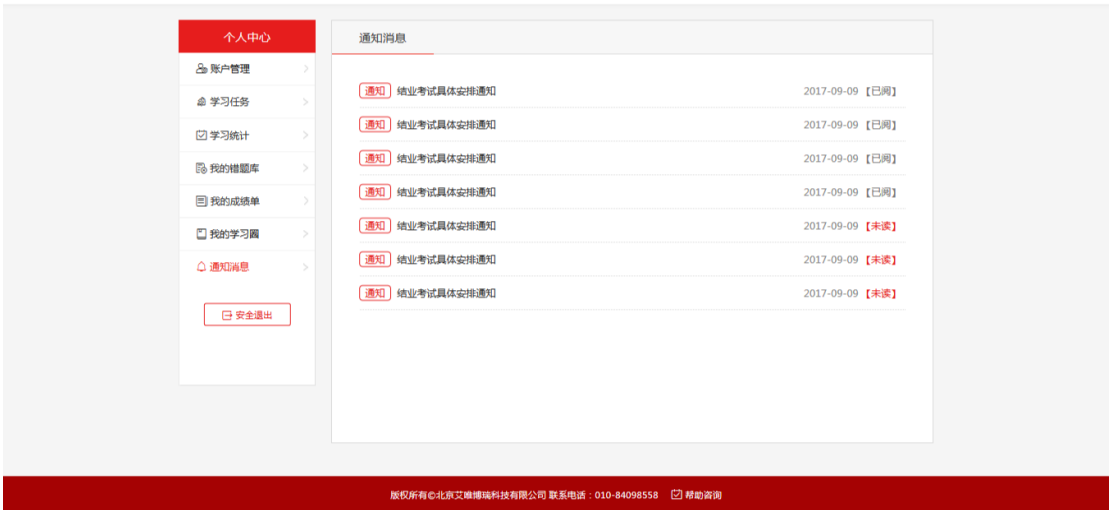 个人中心
账户管理
学习任务
学习统计
我的错题库
我的成绩单
我的学习圈
通知消息
安全退出
通知消息
通知 结业考试具体安排通知 2017-09-09 【已阅】
通知 结业考试具体安排通知 2017-09-09 【已阅】
通知 结业考试具体安排通知 2017-09-09 【已阅】
通知 结业考试具体安排通知 2017-09-09 【已阅】
通知 结业考试具体安排通知 2017-09-09 【未读】
通知 结业考试具体安排通知 2017-09-09 【未读】
通知 结业考试具体安排通知 2017-09-09 【未读】
版权所有©北京艾唯博瑞科技有限公司 联系电话：010-84098558 帮助咨询